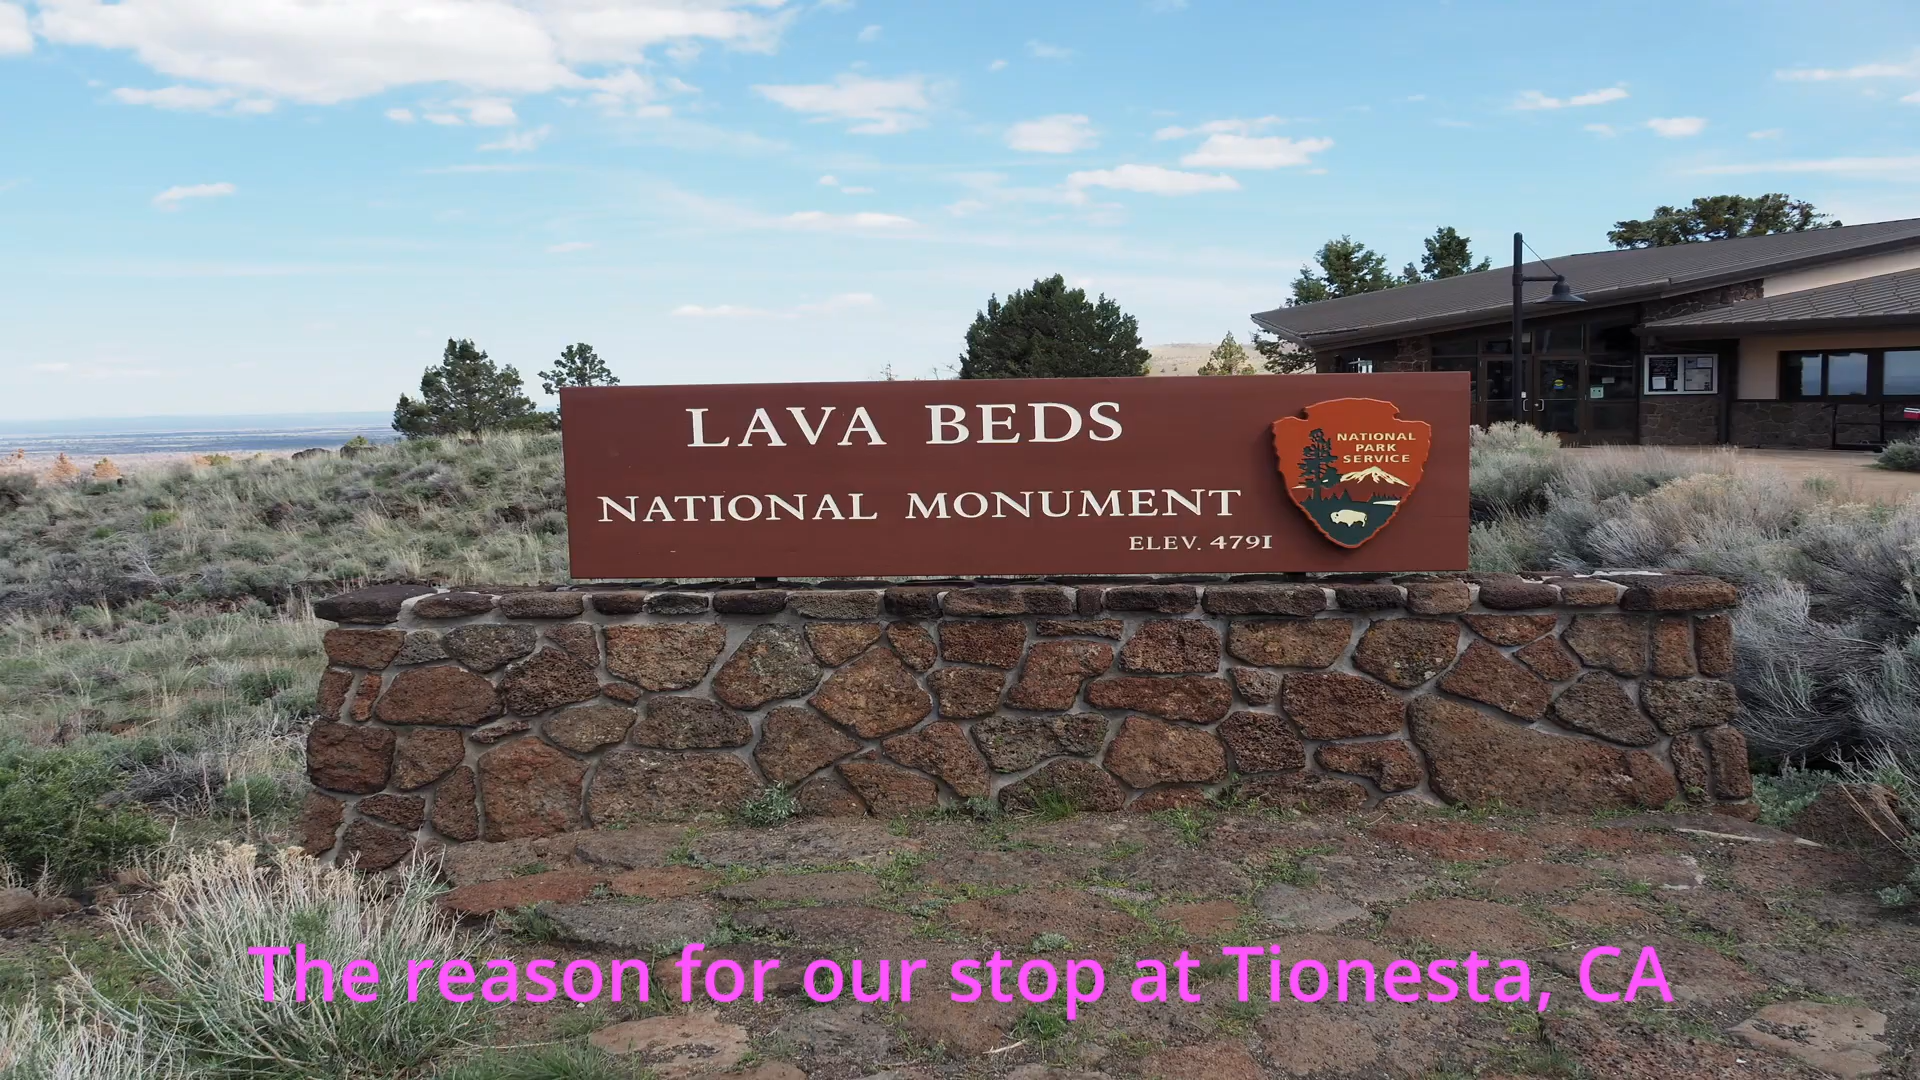 LAVA BEDS
NATIONAL MONUMENT
ELEV. 4791
NATIONAL
PARK
SERVICE
The reason for our stop at Tionesta, CA